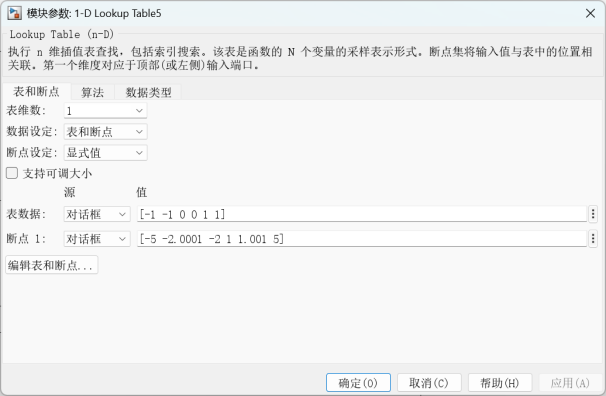 模块参数: 1-D Lookup Table5
Lookup Table (n-D)
执行 n 维插值表查找，包括索引搜索。该表是函数的 N 个变量的采样表示形式。断点集将输入值与表中的位置相
关联。第一个维度对应于顶部(或左侧)输入端口。
表和断点 算法 数据类型
表维数: 1
数据设定: 表和断点
断点设定: 显式值
支持可调大小
源 值
表数据: 对话框 [-1 -1 0 0 1 1]
断点 1: 对话框 [-5 -2.0001 -2 1 1.001 5]
编辑表和断点...
确定(O) 取消(C) 帮助(H) 应用(A)